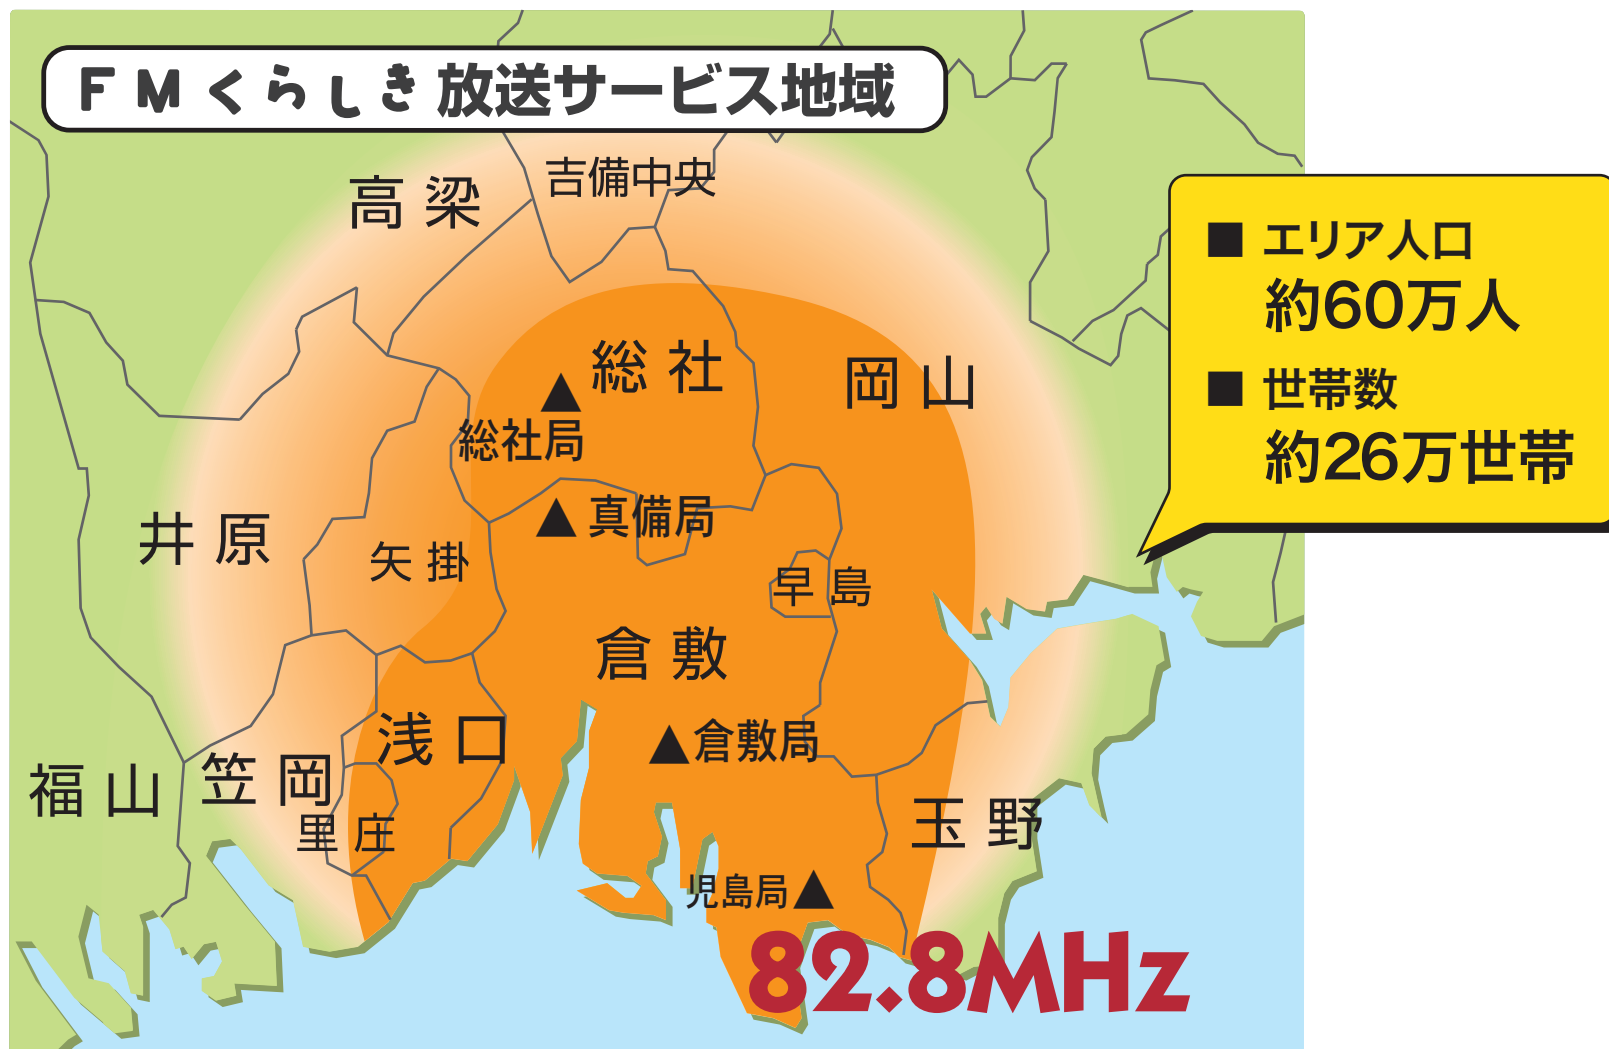 FMくらしき 放送サービス地域
吉備中央
高梁
■ エリア人口
約60万人
■ 世帯数
約26万世帯
総社
岡山
▲
総社局
▲ 真備局
井原
矢掛
早島
倉敷
浅口
▲ 倉敷局
福山
笠岡
里庄
玉野
児島局 ▲
82.8MHz